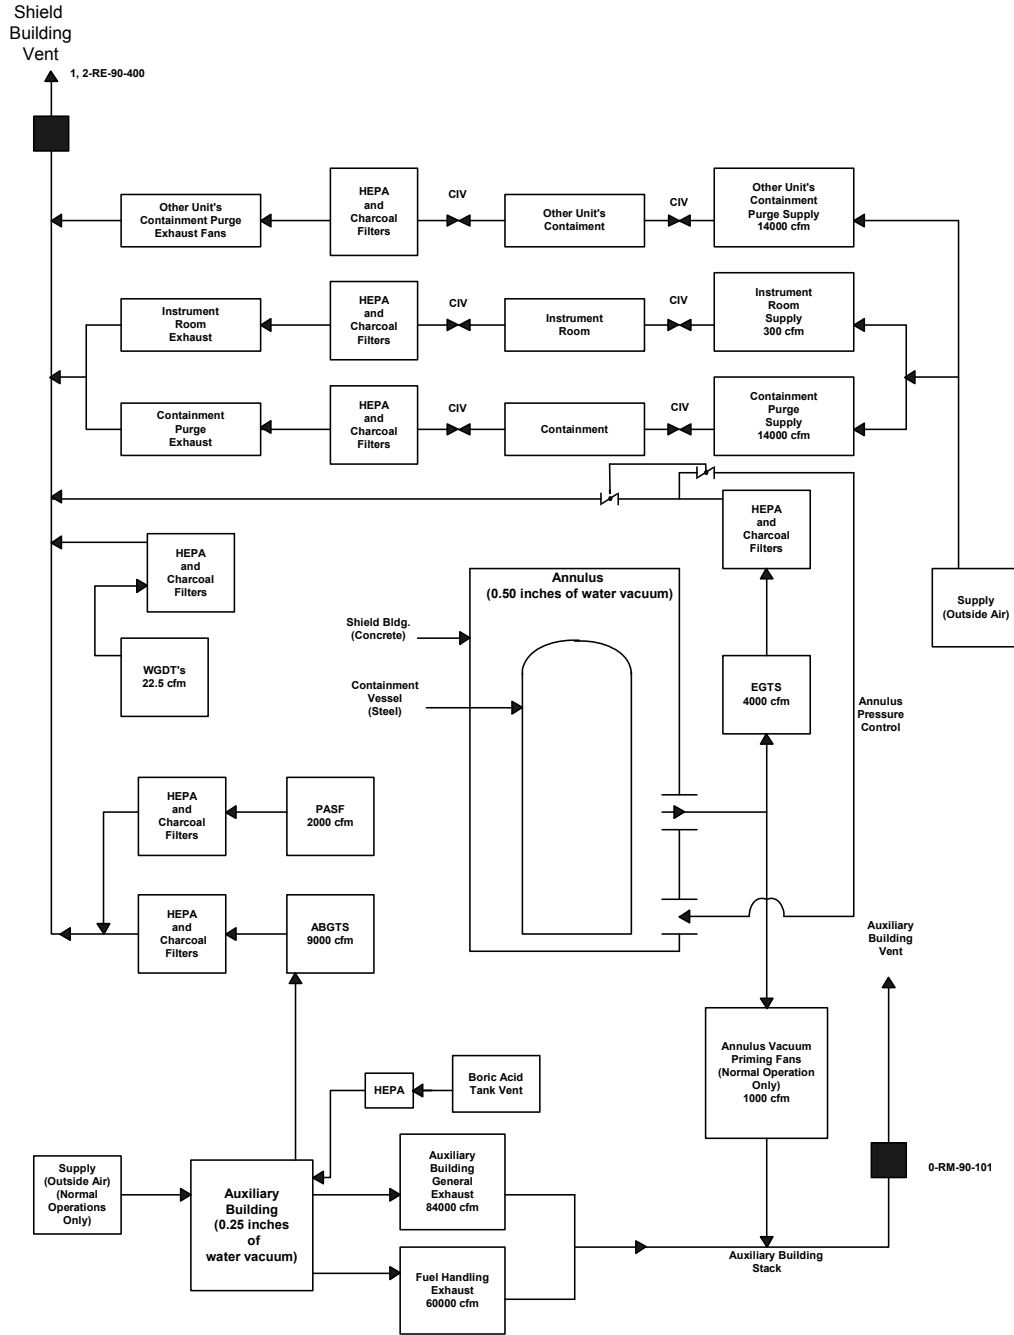 Shield
Building
Vent
1, 2-RE-90-400
Other Unit's
Containment Purge
Exhaust Fans
HEPA
and
Charcoal
Filters
CIV
Other Unit's
Contaiment
CIV
Other Unit's
Containment
Purge Supply
14000 cfm
Instrument
Room
Exhaust
HEPA
and
Charcoal
Filters
CIV
Instrument
Room
CIV
Instrument
Room
Supply
300 cfm
Containment
Purge
Exhaust
HEPA
and
Charcoal
Filters
CIV
Containment
CIV
Containment
Purge
Supply
14000 cfm
HEPA
and
Charcoal
Filters
HEPA
and
Charcoal
Filters
Annulus
(0.50 inches of water vacuum)
Supply
(Outside Air)
Shield Bldg.
(Concrete)
WGDT's
22.5 cfm
Containment
Vessel
(Steel)
EGTS
4000 cfm
Annulus
Pressure
Control
HEPA
and
Charcoal
Filters
PASF
2000 cfm
HEPA
and
Charcoal
Filters
ABGTS
9000 cfm
Auxiliary
Building
Vent
Annulus Vacuum
Priming Fans
(Normal Operation
Only)
1000 cfm
HEPA
Boric Acid
Tank Vent
Supply
(Outside Air)
(Normal
Operations
Only)
Auxiliary
Building
(0.25 inches
of
water vacuum)
Auxiliary
Building
General
Exhaust
84000 cfm
0-RM-90-101
Auxiliary Building
Stack
Fuel Handling
Exhaust
60000 cfm